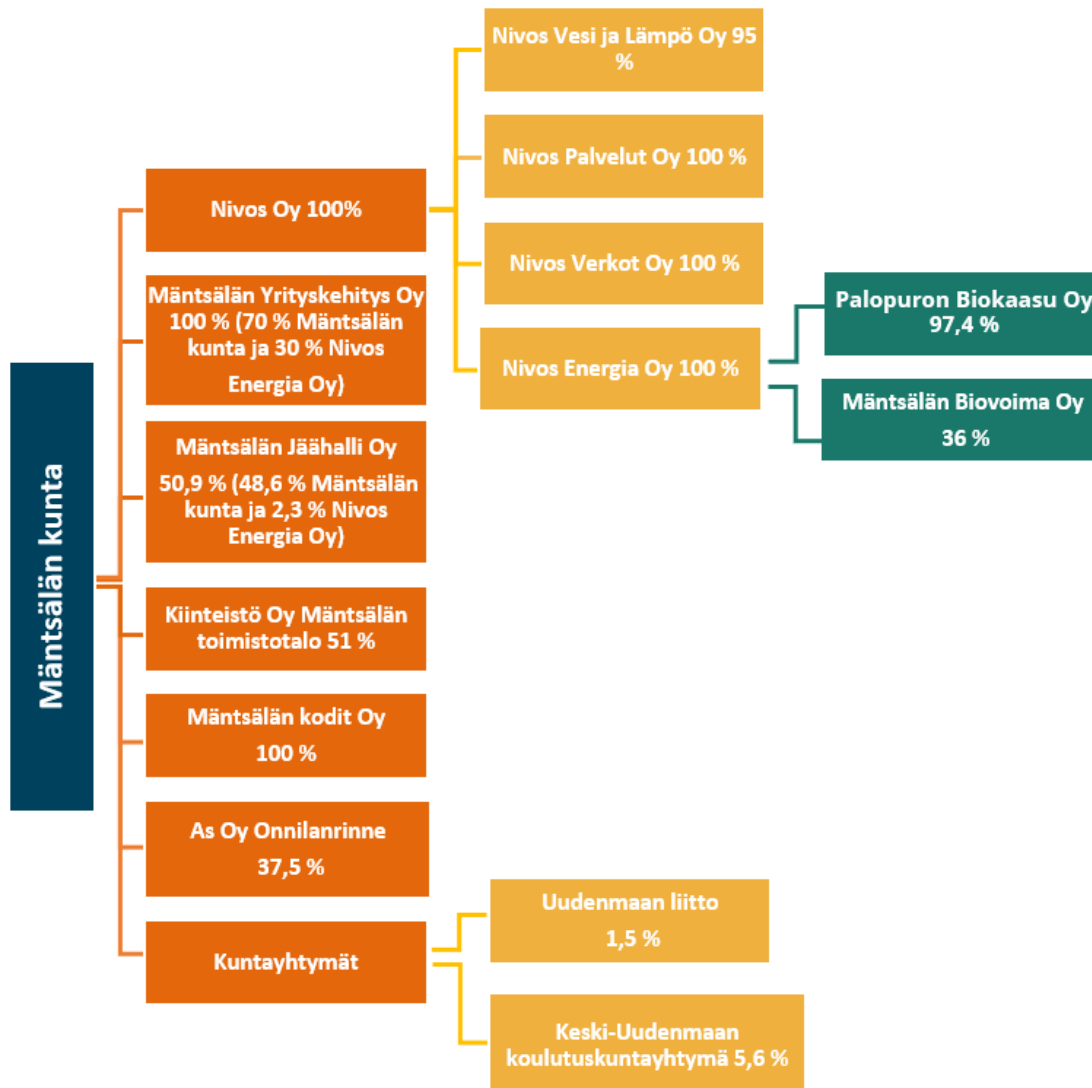 Mäntsälän kunta
Nivos Oy 100%
Mäntsälän Yrityskehitys Oy
100 % (70 % Mäntsälän
kunta ja 30 % Nivos
Energia Oy)
Mäntsälän Jäähalli Oy
50,9 % (48,6 % Mäntsälän
kunta ja 2,3 % Nivos
Energia Oy)
Kiinteistö Oy Mäntsälän
toimistotalo 51 %
Mäntsälän kodit Oy
100 %
As Oy Onnilanrinne
37,5 %
Kuntayhtymät
Nivos Vesi ja Lämpö Oy 95
%
Nivos Palvelut Oy 100 %
Nivos Verkot Oy 100 %
Nivos Energia Oy 100 %
Palopuron Biokaasu Oy
97,4 %
Mäntsälän Biovoima Oy
36 %
Uudenmaan liitto
1,5 %
Keski-Uudenmaan
koulutuskuntayhtymä 5,6 %